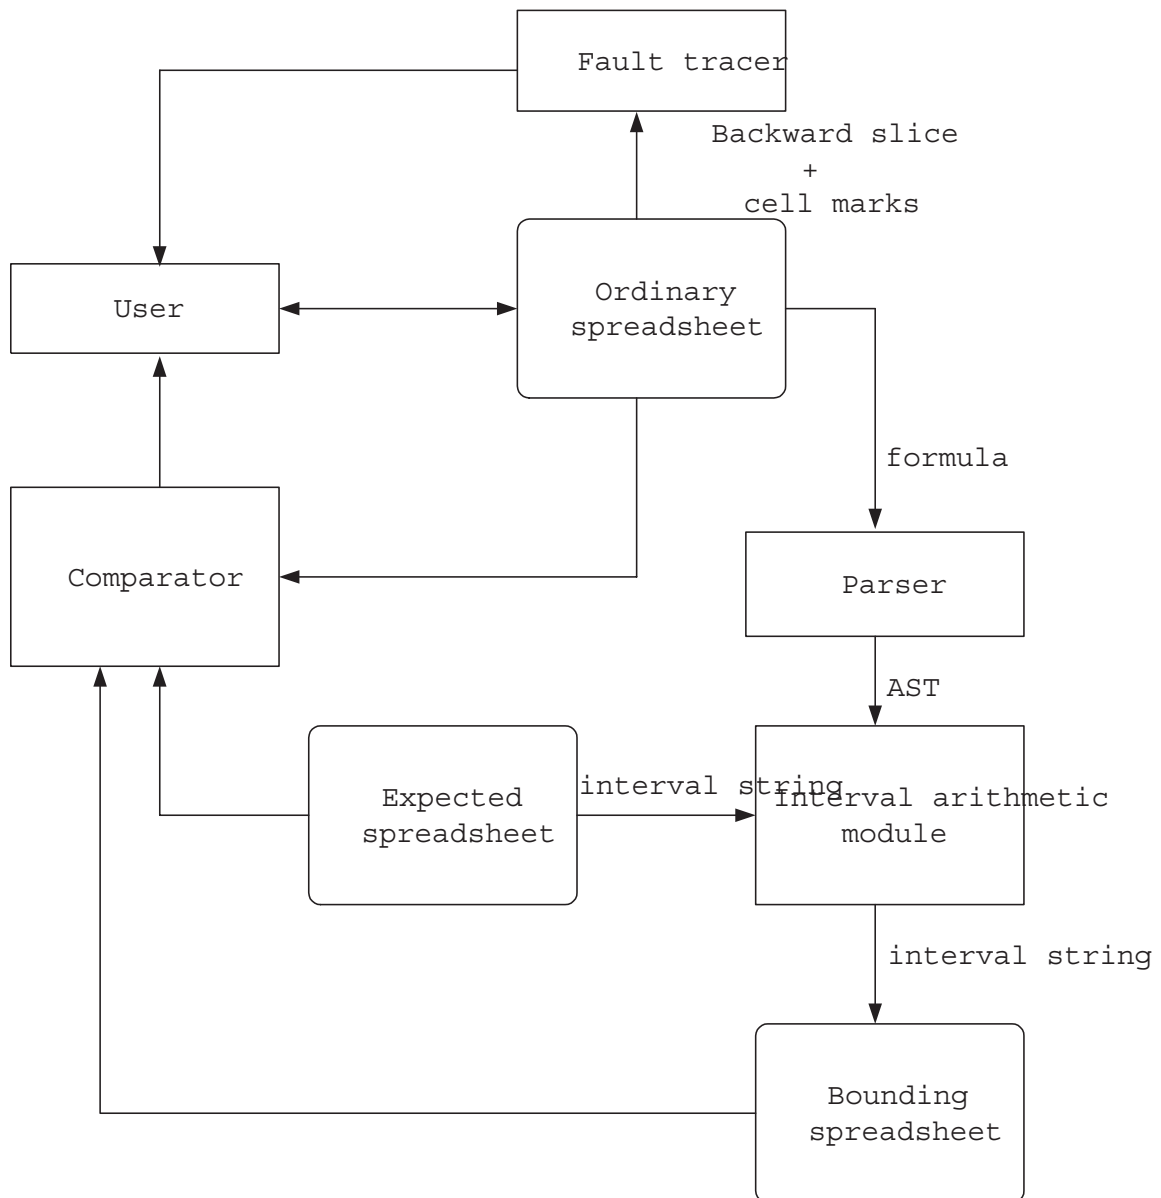 Fault tracer
Backward slice
+
cell marks
User
Ordinary
spreadsheet
formula
Comparator
Parser
AST
Expected
spreadsheet
interval string
Interval arithmetic
module
interval string
Bounding
spreadsheet